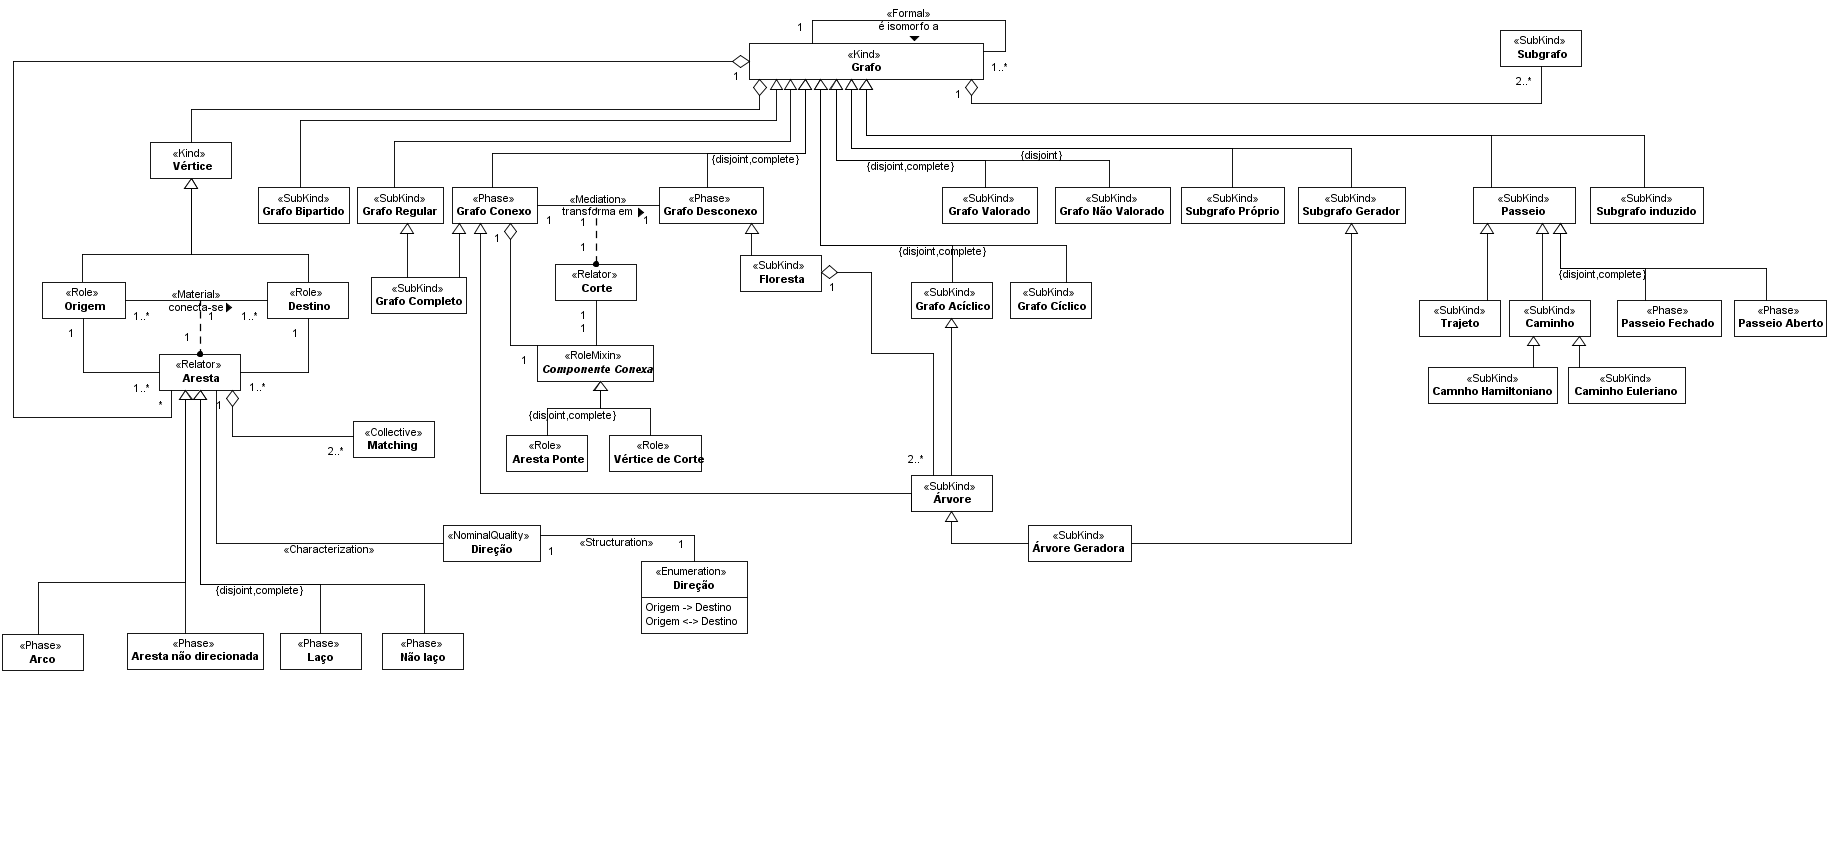 «Formal»
é isomorfo a
1
1..*
«Kind»
Grafo
1
1
«SubKind»
Subgrafo
2..*
«Kind»
Vértice
{disjoint,complete}
{disjoint,complete}
{disjoint}
«SubKind»
Grafo Bipartido
«SubKind»
Grafo Regular
«Phase»
Grafo Conexo
«Mediation»
transforma em
1
1
1
«Phase»
Grafo Desconexo
«SubKind»
Grafo Valorado
«SubKind»
Grafo Não Valorado
«SubKind»
Subgrafo Próprio
«SubKind»
Subgrafo Gerador
«SubKind»
Passeio
«SubKind»
Subgrafo induzido
1
1
{disjoint,complete}
«SubKind»
Grafo Completo
«Relator»
Corte
«SubKind»
Floresta
1
{disjoint,complete}
«Role»
Origem
«Material»
conecta-se
1..*
1
1..*
«Role»
Destino
«SubKind»
Grafo Acíclico
«SubKind»
Grafo Cíclico
«SubKind»
Trajeto
«SubKind»
Caminho
«Phase»
Passeio Fechado
«Phase»
Passeio Aberto
1
1
1
1
1
«Relator»
Aresta
1..*
1..*
*
1
1
«RoleMixin»
Componente Conexa
«SubKind»
Camnho Hamiltoniano
«SubKind»
Caminho Euleriano
{disjoint,complete}
«Collective»
Matching
2..*
«Role»
Aresta Ponte
«Role»
Vértice de Corte
2..*
«SubKind»
Árvore
«Characterization»
«NominalQuality»
Direção
1
«Structuration»
1
«SubKind»
Árvore Geradora
«Enumeration»
Direção
Origem -> Destino
Origem <-> Destino
{disjoint,complete}
«Phase»
Arco
«Phase»
Aresta não direcionada
«Phase»
Laço
«Phase»
Não laço